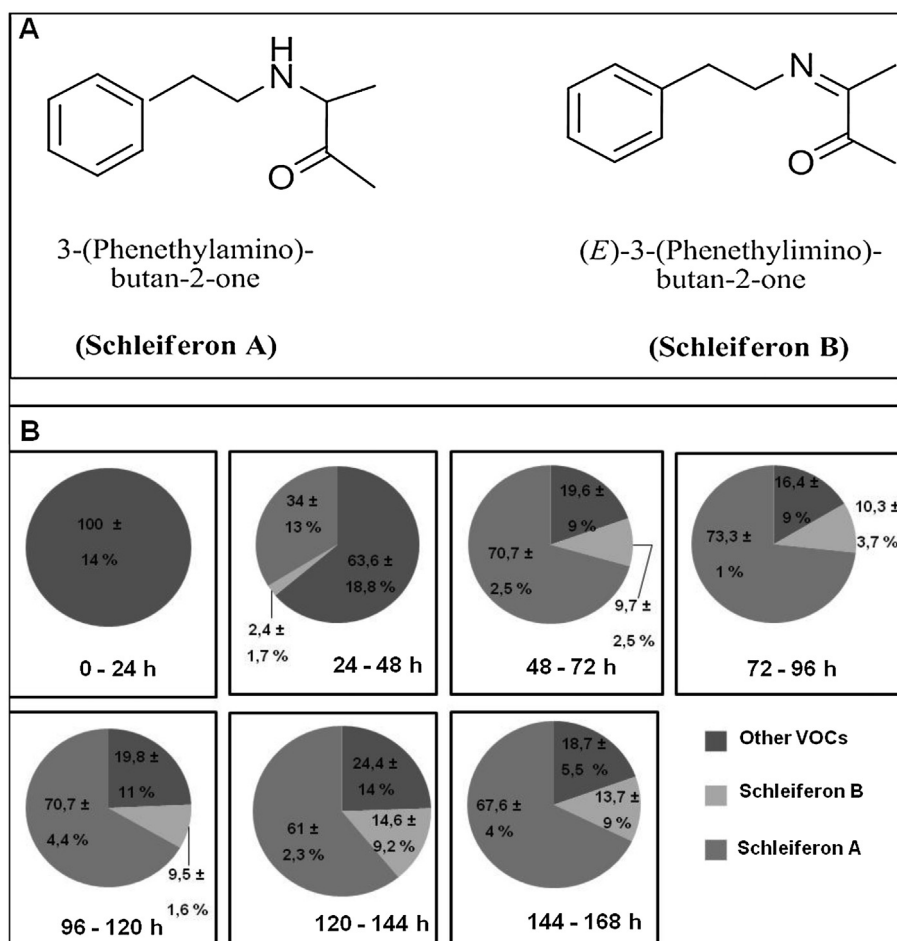 A
H
N
O
3-(Phenethylamino)-
butan-2-one
(Schleiferon A)
N
O
(E)-3-(Phenethylimino)-
butan-2-one
(Schleiferon B)
B
100 ±
14 %
0 - 24 h
34 ±
13 %
63,6 ±
18,8 %
2,4 ±
1,7 %
24 - 48 h
19,6 ±
9 %
70,7 ±
2,5 %
9,7 ±
2,5 %
48 - 72 h
16,4 ±
9 %
10,3 ±
3,7 %
73,3 ±
1 %
72 - 96 h
19,8 ±
11 %
70,7 ±
4,4 %
9,5 ±
1,6 %
96 - 120 h
24,4 ±
14 %
14,6 ±
9,2 %
61 ±
2,3 %
120 - 144 h
18,7 ±
5,5 %
13,7 ±
9 %
67,6 ±
4 %
144 - 168 h
Other VOCs
Schleiferon B
Schleiferon A